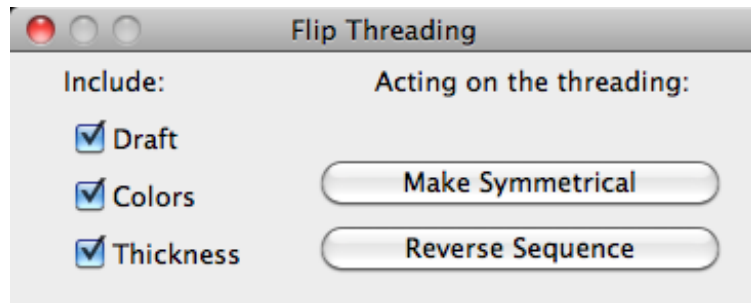 Flip Threading
Include:
Acting on the threading:
Draft
Colors
Make Symmetrical
Thickness
Reverse Sequence